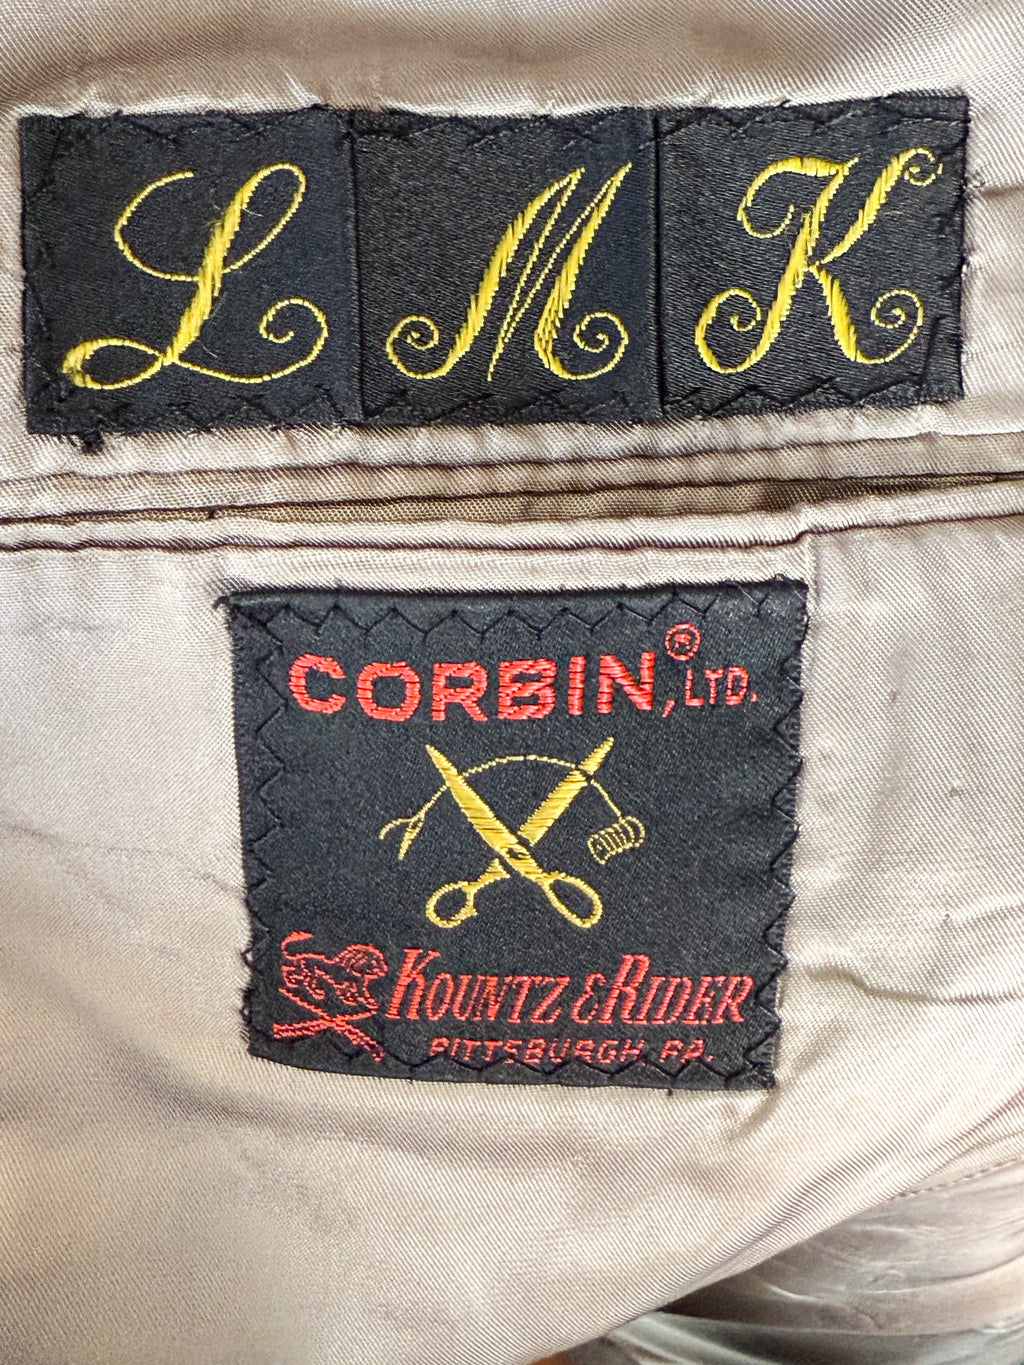 L M K
CORBIN,® LTD.
KOUNTZ & RIDER
PITTSBURGH, PA.